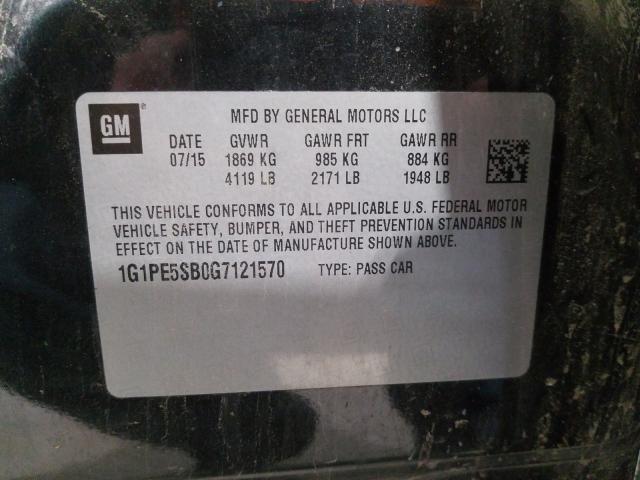 GM®
MFD BY GENERAL MOTORS LLC
DATE GVWR GAWR FRT GAWR RR
07/15 1869 KG 985 KG 884 KG
4119 LB 2171 LB 1948 LB
THIS VEHICLE CONFORMS TO ALL APPLICABLE U.S. FEDERAL MOTOR
VEHICLE SAFETY, BUMPER, AND THEFT PREVENTION STANDARDS IN
EFFECT ON THE DATE OF MANUFACTURE SHOWN ABOVE.
1G1PE5SB0G7121570 TYPE: PASS CAR